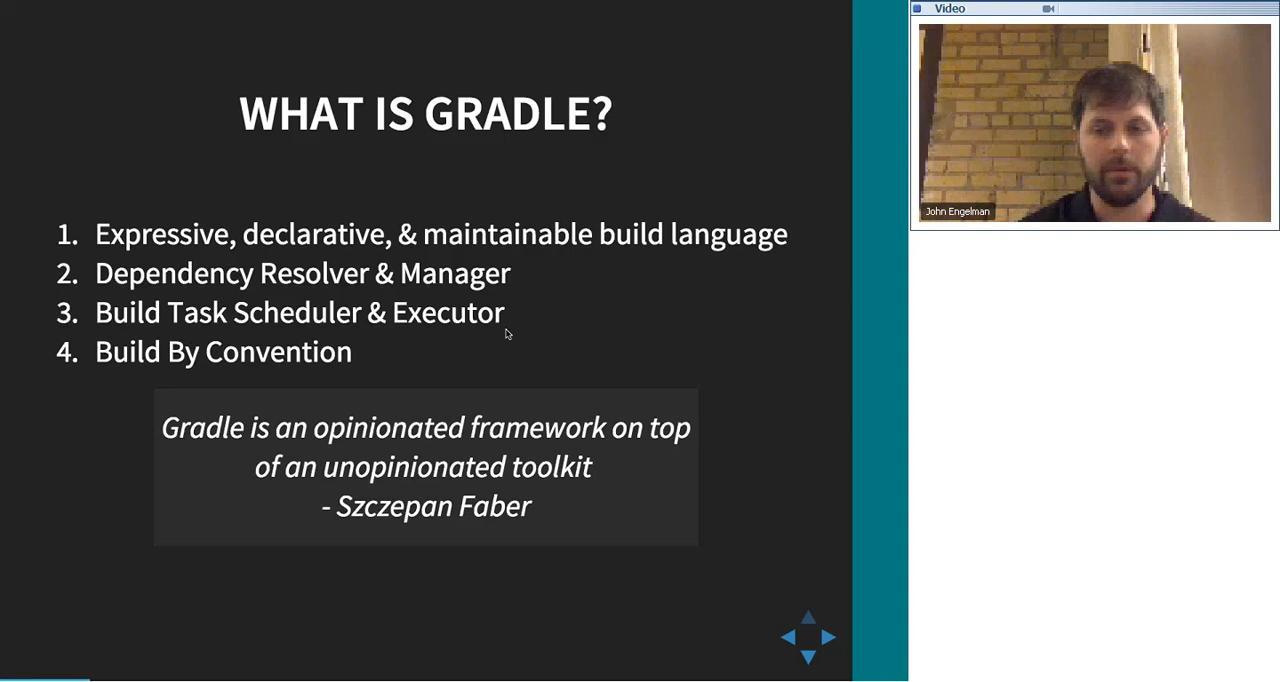 WHAT IS GRADLE?
1. Expressive, declarative, & maintainable build language
2. Dependency Resolver & Manager
3. Build Task Scheduler & Executor
4. Build By Convention
Gradle is an opinionated framework on top
of an unopinionated toolkit
- Szczepan Faber
Video
John Engelman